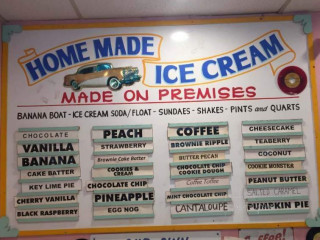 HOME MADE
ICE CREAM
MADE ON PREMISES
BANANA BOAT - ICE CREAM SODA/FLOAT - SUNDAES - SHAKES - PINTS and QUARTS
CHOCOLATE
VANILLA
BANANA
CAKE BATTER
KEY LIME PIE
CHERRY VANILLA
BLACK RASPBERRY
PEACH
STRAWBERRY
Brownie Cake Batter
COOKIES & CREAM
CHOCOLATE CHIP
PINEAPPLE
EGG NOG
COFFEE
BROWNIE RIPPLE
BUTTER PECAN
CHOCOLATE CHIP COOKIE DOUGH
Coffee Toffee
MINT CHOCOLATE CHIP
CANTALOUPE
CHEESECAKE
TEABERRY
COCONUT
COOKIE MONSTER
PEANUT BUTTER
SALTED CARAMEL
PUMPKIN PIE